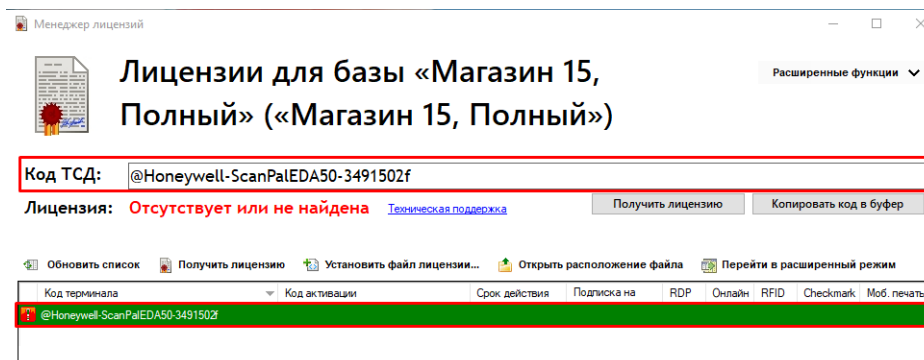 Менеджер лицензий
Лицензии для базы «Магазин 15,
Полный» («Магазин 15, Полный»)
Расширенные функции
Код ТСД: @Honeywell-ScanPalEDA50-3491502f
Лицензия: Отсутствует или не найдена Техническая поддержка Получить лицензию Копировать код в буфер
Обновить список Получить лицензию Установить файл лицензии... Открыть расположение файла Перейти в расширенный режим
Код терминала Код активации Срок действия Подписка на RDP Онлайн RFID Checkmark Моб. печать
@Honeywell-ScanPalEDA50-3491502f